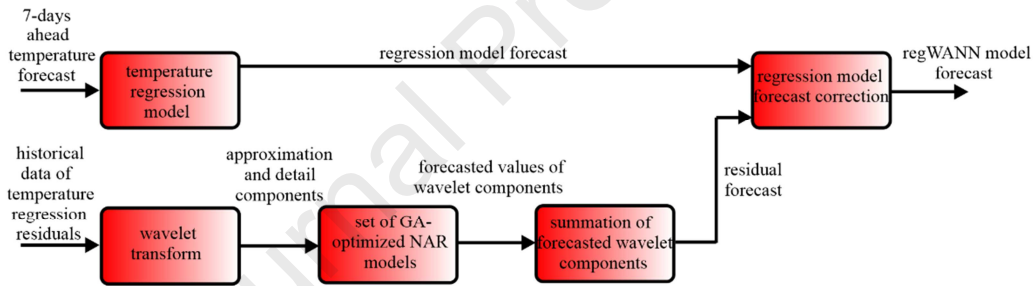 7-days
ahead
temperature
forecast
temperature
regression
model
regression model forecast
regression model
forecast correction
regWANN model
forecast
historical
data of
temperature
regression
residuals
wavelet
transform
approximation
and detail
components
set of GA-
optimized NAR
models
forecasted values of
wavelet components
summation of
forecasted wavelet
components
residual
forecast